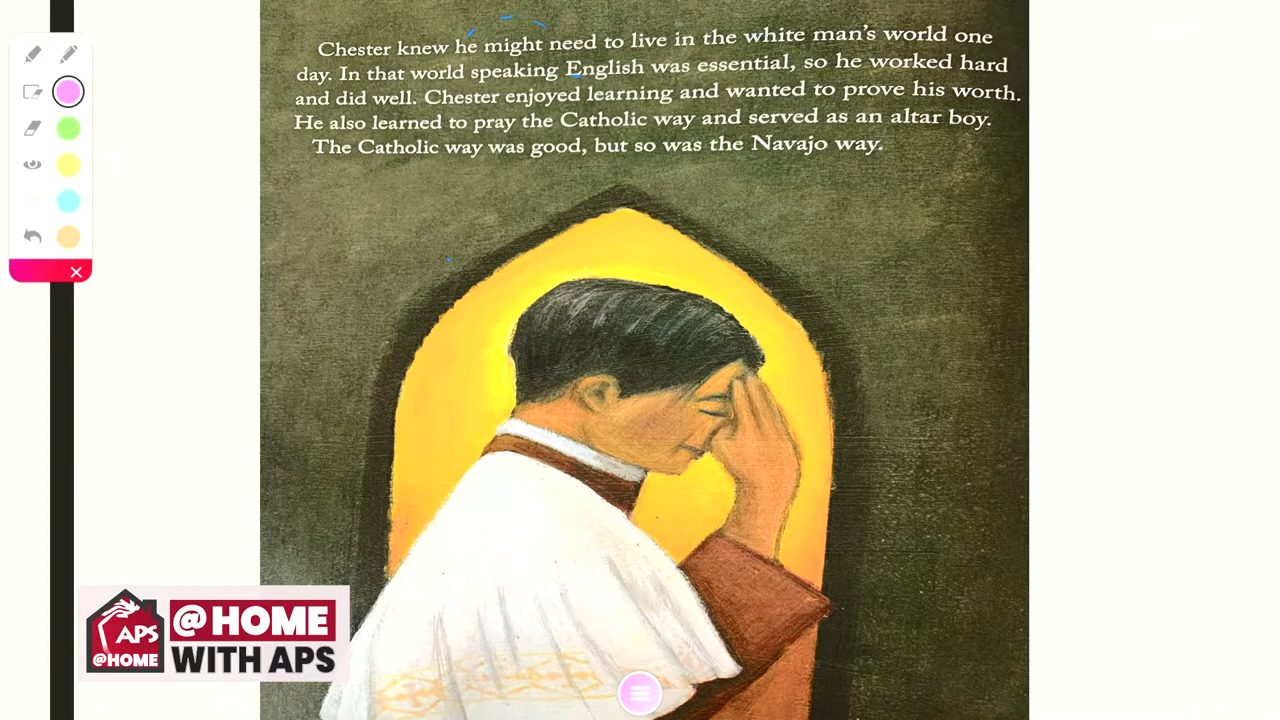 Chester knew he might need to live in the white man's world one
day. In that world speaking English was essential, so he worked hard
and did well. Chester enjoyed learning and wanted to prove his worth.
He also learned to pray the Catholic way and served as an altar boy.
The Catholic way was good, but so was the Navajo way.
APS
@HOME
@HOME
WITH APS